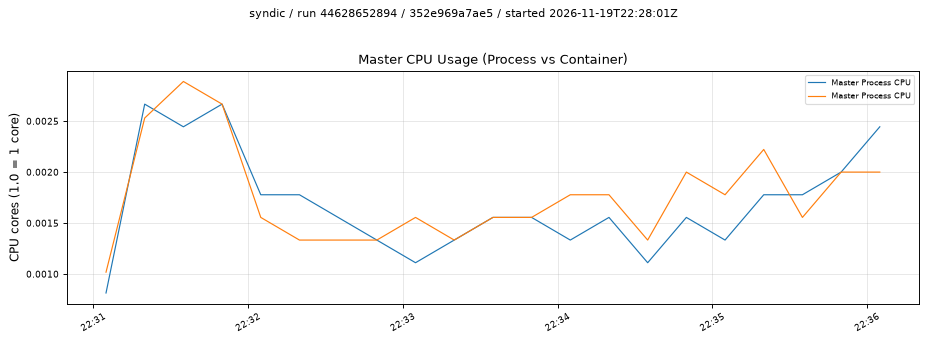 syndic / run 44628652894 / 352e969a7ae5 / started 2026-11-19T22:28:01Z
Master CPU Usage (Process vs Container)
Master Process CPU
Master Process CPU
CPU cores (1.0 = 1 core)
0.0025
0.0020
0.0015
0.0010
22:31
22:32
22:33
22:34
22:35
22:36